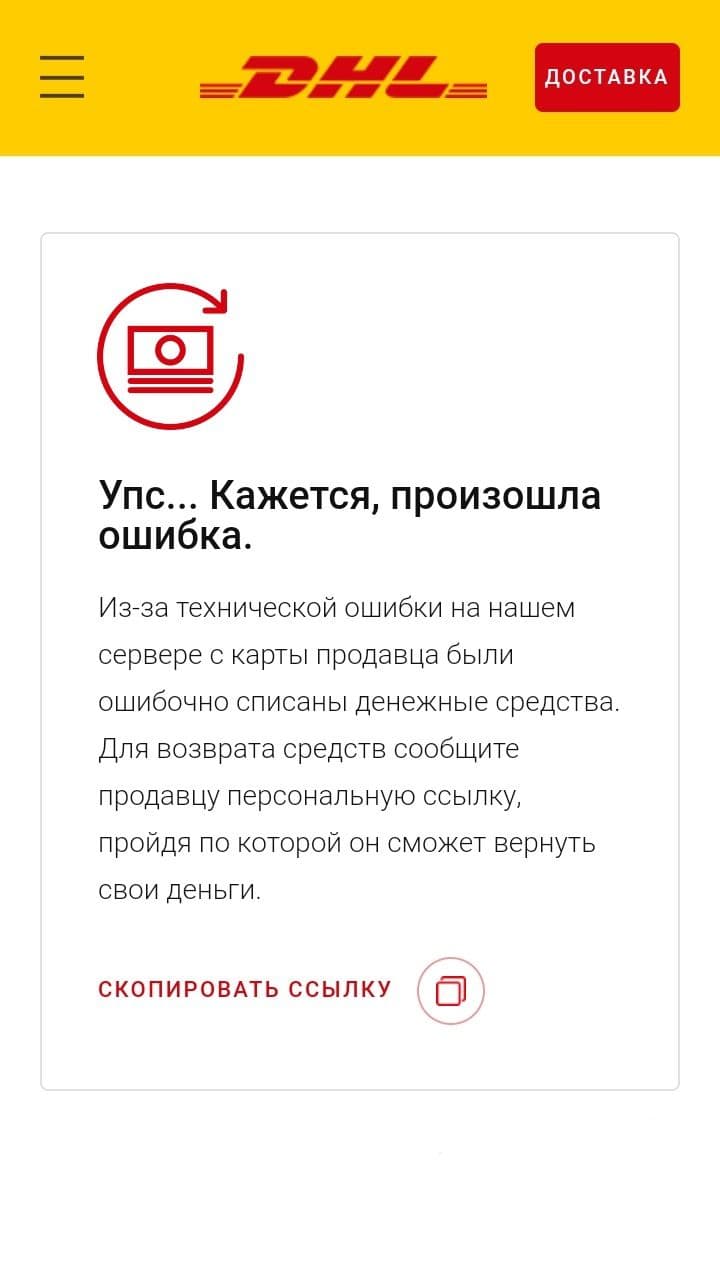 DHL
ДОСТАВКА
Упс... Кажется, произошла
ошибка.
Из-за технической ошибки на нашем
сервере с карты продавца были
ошибочно списаны денежные средства.
Для возврата средств сообщите
продавцу персональную ссылку,
пройдя по которой он сможет вернуть
свои деньги.
СКОПИРОВАТЬ ССЫЛКУ